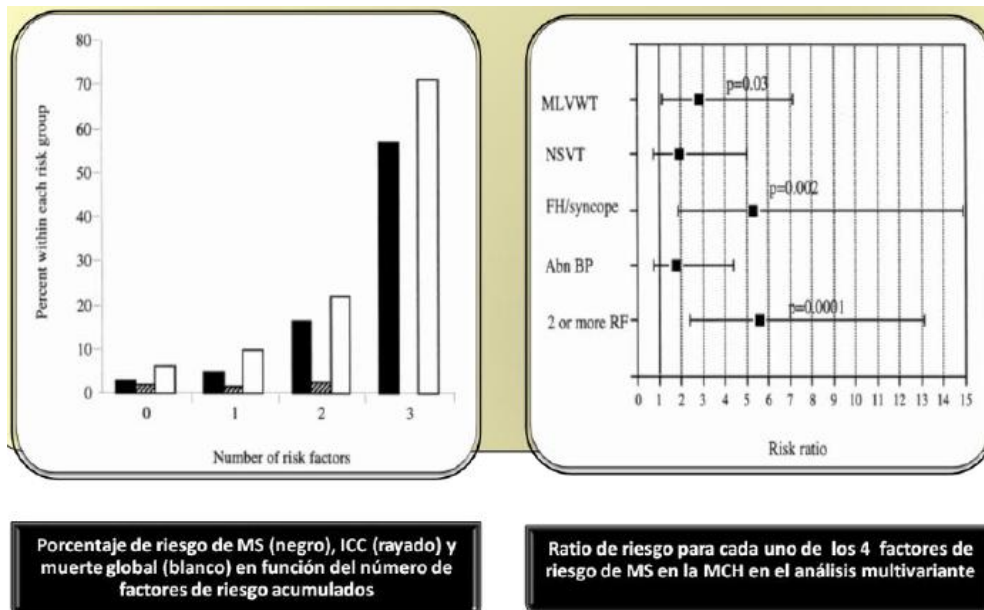 80
70
60
50
40
30
20
10
0
Percent within each risk group
0 1 2 3
Number of risk factors
MLVWT
NSVT
FH/syncope
Abn BP
2 or more RF
p=0.03
p=0.002
p=0.0001
0 1 2 3 4 5 6 7 8 9 10 11 12 13 14 15
Risk ratio
Porcentaje de riesgo de MS (negro), ICC (rayado) y
muerte global (blanco) en función del número de
factores de riesgo acumulados
Ratio de riesgo para cada uno de los 4 factores de
riesgo de MS en la MCH en el análisis multivariante